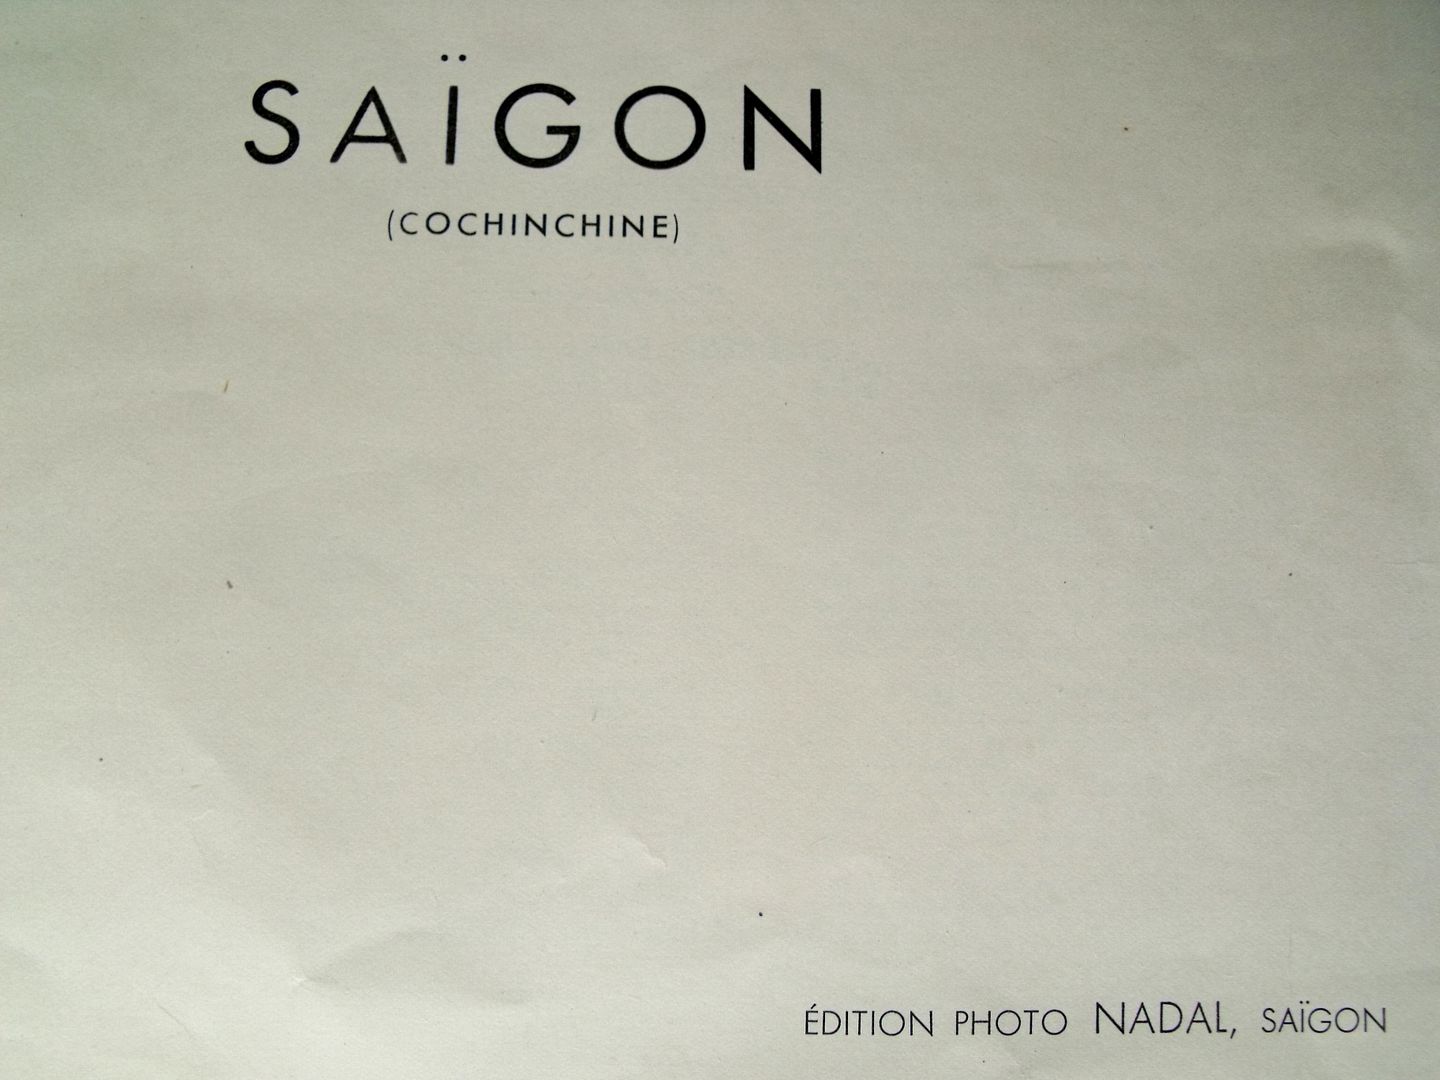 SAÏGON
(COCHINCHINE)
ÉDITION PHOTO NADAL, SAÏGON